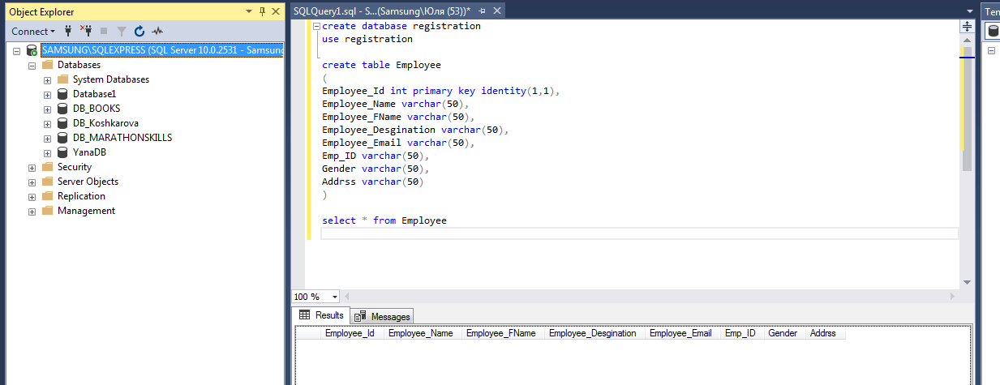 Object Explorer
Connect
SAMSUNG\SQLEXPRESS (SQL Server 10.0.2531 - Samsung
Databases
System Databases
Database1
DB_BOOKS
DB_Koshkarova
DB_MARATHONSKILLS
YanaDB
Security
Server Objects
Replication
Management
SQLQuery1.sql - S...(Samsung\Юля (53))*
create database registration
use registration
create table Employee
(
Employee_Id int primary key identity(1,1),
Employee_Name varchar(50),
Employee_FName varchar(50),
Employee_Desgination varchar(50),
Employee_Email varchar(50),
Emp_ID varchar(50),
Gender varchar(50),
Addrss varchar(50)
)
select * from Employee
100 %
Results Messages
Employee_Id Employee_Name Employee_FName Employee_Desgination Employee_Email Emp_ID Gender Addrss